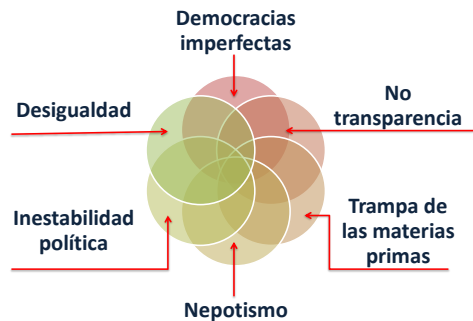 Democracias
imperfectas
Desigualdad
No
transparencia
Inestabilidad
política
Trampa de
las materias
primas
Nepotismo